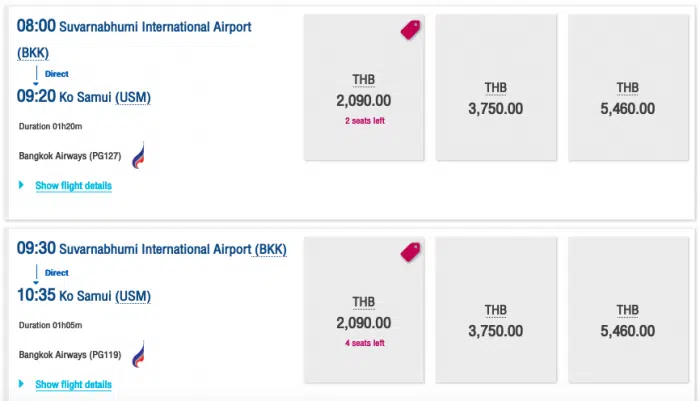 08:00 Suvarnabhumi International Airport
(BKK)
Direct
09:20 Ko Samui (USM)
Duration 01h20m
Bangkok Airways (PG127)
Show flight details
THB
2,090.00
2 seats left
THB
3,750.00
THB
5,460.00
09:30 Suvarnabhumi International Airport (BKK)
Direct
10:35 Ko Samui (USM)
Duration 01h05m
Bangkok Airways (PG119)
Show flight details
THB
2,090.00
4 seats left
THB
3,750.00
THB
5,460.00